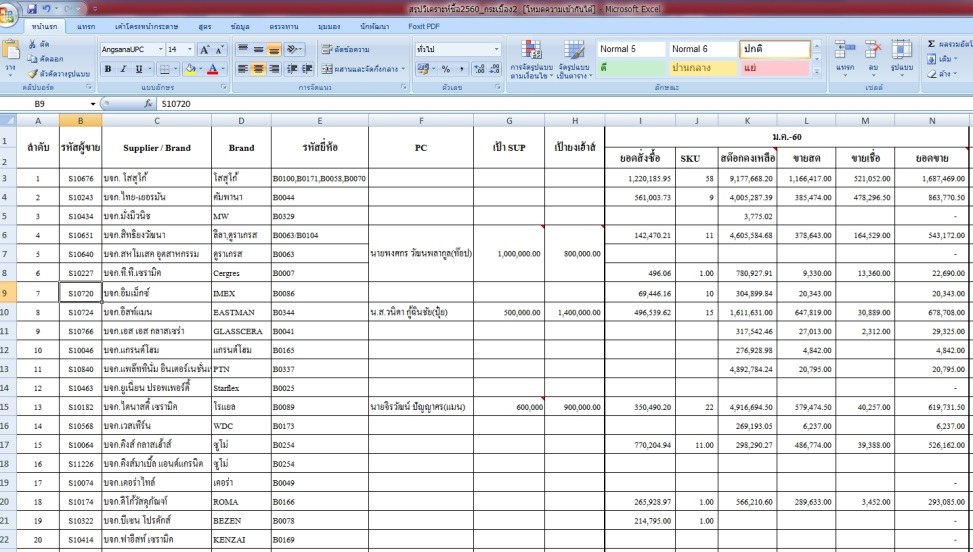 สรุปวิเคราะห์ซื้อ2560_กระเบื้อง2 [โหมดความเข้ากันได้] - Microsoft Excel
หน้าแรก แทรก เค้าโครงหน้ากระดาษ สูตร ข้อมูล ตรวจทาน มุมมอง นักพัฒนา Foxit PDF
วาง ตัด คัดลอก ตัวคัดวางรูปแบบ
AngsanaUPC 14 ตัดข้อความ ผสานและจัดกึ่งกลาง ทั่วไป
การจัดรูปแบบตามเงื่อนไข จัดรูปแบบเป็นตาราง Normal 5 Normal 6 ปกติ ดี ปานกลาง แย่
แทรก ลบ รูปแบบ ผลรวมอัตโ เติม ล้าง
คลิปบอร์ด แบบอักษร การจัดแนว ตัวเลข ลักษณะ เซลล์
B9 fx S10720
A B C D E F G H I J K L M N
1 ลำดับ รหัสผู้ขาย Supplier / Brand Brand รหัสยี่ห้อ PC เป้า SUP เป้ายงเฮ้าส์ ม.ค.-60
2 ยอดสั่งซื้อ SKU สต๊อกคงเหลือ ขายสด ขายเชื่อ ยอดขาย
3 1 S10676 บจก. โสสุโก้ โสสุโก้ B0100,B0171,B0058,B0070 1,220,185.95 58 9,177,668.20 1,166,417.00 521,052.00 1,687,469.00
4 2 S10243 บจก.ไทย-เยอรมัน คัมพานา B0044 561,003.73 9 4,005,287.39 385,474.00 478,296.50 863,770.50
5 3 S10434 บจก.มั่งมีวนิช MW B0329 3,775.02 -
6 4 S10651 บจก.สิทธิงวัฒนา ลีลา,ดูราเกรส B0063/B0104 142,470.21 11 4,605,584.68 378,643.00 164,529.00 543,172.00
7 5 S10640 บจก.สหโมเสค อุตสาหกรรม ดูราเกรส B0063 นายพงศกร วัฒนพลากูล(ท๊อป) 1,000,000.00 800,000.00 -
8 6 S10227 บจก.ที.ที.เซรามิค Cergres B0007 496.06 1.00 780,927.91 9,330.00 13,360.00 22,690.00
9 7 S10720 บจก.อิมเม็กซ์ IMEX B0086 69,446.16 10 304,899.84 20,343.00 20,343.00
10 8 S10724 บจก.อีสท์แมน EASTMAN B0344 น.ส.วนิดา กู้ฉินชัย(ปุ้ย) 500,000.00 1,400,000.00 496,539.62 15 1,611,631.00 647,819.00 30,889.00 678,708.00
11 9 S10766 บจก.เอส เอส กลาสเซร่า GLASSCERA B0041 317,542.46 27,013.00 2,312.00 29,325.00
12 10 S10046 บจก.แกรนด์โฮม แกรนด์โฮม B0165 276,928.98 4,842.00 4,842.00
13 11 S10840 บจก.แพล๊ททินั่ม อินเตอร์เนชั่น PTN B0337 4,892,784.24 20,795.00 20,795.00
14 12 S10463 บจก.ยูเนี่ยน ปรอพเพอร์ตี้ Starflex B0025 -
15 13 S10182 บจก.ไดนาสตี้ เซรามิค โรแยล B0089 นายจิรวัฒน์ ปัญญาศร(แมน) 600,000 900,000.00 350,490.20 22 4,916,694.50 579,474.50 40,257.00 619,731.50
16 14 S10568 บจก.เวสเทิร์น WDC B0173 269,193.05 6,237.00 6,237.00
17 15 S10064 บจก.คิงส์ กลาสเฮ้าส์ ซูโม่ B0254 770,204.94 11.00 298,290.27 486,774.00 39,388.00 526,162.00
18 16 S11226 บจก.คิงส์มาเบิ้ล แอนด์แกรนิต ซูโม่ B0254
19 17 S10074 บจก.เคอร่าไทล์ เคอร่า B0049 -
20 18 S10174 บจก.ดีโก้วัสดุภัณฑ์ ROMA B0166 265,928.97 1.00 566,210.60 289,633.00 3,452.00 293,085.00
21 19 S10322 บจก.บีเซน โปรดักส์ BEZEN B0078 214,795.00 1.00 -
22 20 S10414 บจก.ฟาอีสท์ เซรามิค KENZAI B0169 -